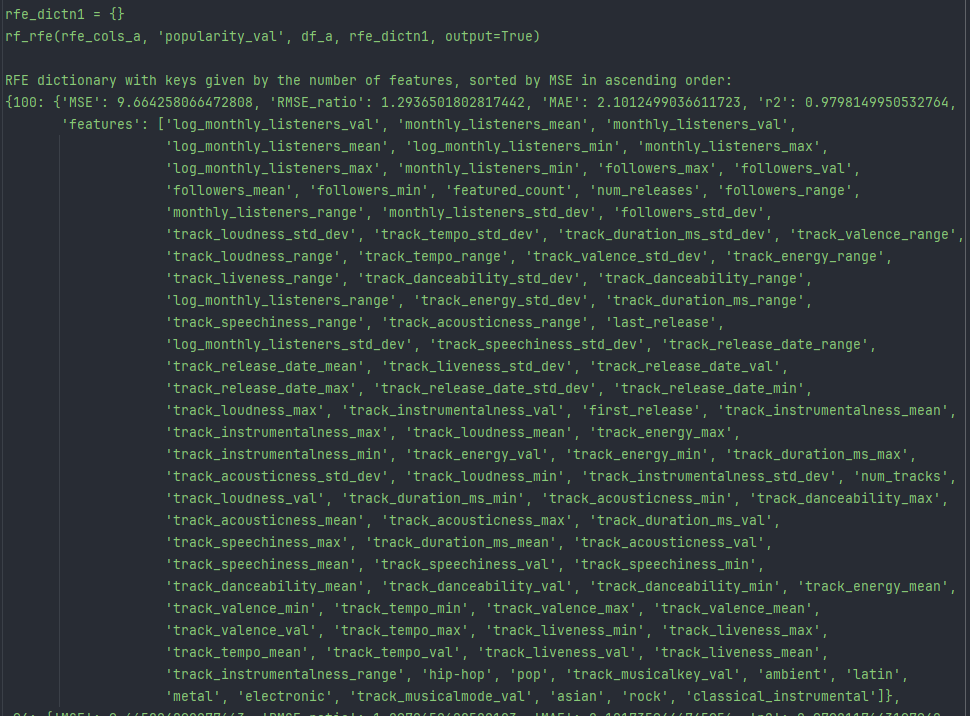 rfe_dictn1 = {}
rf_rfe(rfe_cols_a, 'popularity_val', df_a, rfe_dictn1, output=True)
RFE dictionary with keys given by the number of features, sorted by MSE in ascending order:
{100: {'MSE': 9.664258066472808, 'RMSE_ratio': 1.2936501802817442, 'MAE': 2.1012499036611723, 'r2': 0.9798149950532764,
'features': ['log_monthly_listeners_val', 'monthly_listeners_mean', 'monthly_listeners_val',
'log_monthly_listeners_mean', 'log_monthly_listeners_min', 'monthly_listeners_max',
'log_monthly_listeners_max', 'monthly_listeners_min', 'followers_max', 'followers_val',
'followers_mean', 'followers_min', 'featured_count', 'num_releases', 'followers_range',
'monthly_listeners_range', 'monthly_listeners_std_dev', 'followers_std_dev',
'track_loudness_std_dev', 'track_tempo_std_dev', 'track_duration_ms_std_dev', 'track_valence_range',
'track_loudness_range', 'track_tempo_range', 'track_valence_std_dev', 'track_energy_range',
'track_liveness_range', 'track_danceability_std_dev', 'track_danceability_range',
'log_monthly_listeners_range', 'track_energy_std_dev', 'track_duration_ms_range',
'track_speechiness_range', 'track_acousticness_range', 'last_release',
'log_monthly_listeners_std_dev', 'track_speechiness_std_dev', 'track_release_date_range',
'track_release_date_mean', 'track_liveness_std_dev', 'track_release_date_val',
'track_release_date_max', 'track_release_date_std_dev', 'track_release_date_min',
'track_loudness_max', 'track_instrumentalness_val', 'first_release', 'track_instrumentalness_mean',
'track_instrumentalness_max', 'track_loudness_mean', 'track_energy_max',
'track_instrumentalness_min', 'track_energy_val', 'track_energy_min', 'track_duration_ms_max',
'track_acousticness_std_dev', 'track_loudness_min', 'track_instrumentalness_std_dev', 'num_tracks',
'track_loudness_val', 'track_duration_ms_min', 'track_acousticness_min', 'track_danceability_max',
'track_acousticness_mean', 'track_acousticness_max', 'track_duration_ms_val',
'track_speechiness_max', 'track_duration_ms_mean', 'track_acousticness_val',
'track_speechiness_mean', 'track_speechiness_val', 'track_speechiness_min',
'track_danceability_mean', 'track_danceability_val', 'track_danceability_min', 'track_energy_mean',
'track_valence_min', 'track_tempo_min', 'track_valence_max', 'track_valence_mean',
'track_valence_val', 'track_tempo_max', 'track_liveness_min', 'track_liveness_max',
'track_tempo_mean', 'track_tempo_val', 'track_liveness_val', 'track_liveness_mean',
'track_instrumentalness_range', 'hip-hop', 'pop', 'track_musicalkey_val', 'ambient', 'latin',
'metal', 'electronic', 'track_musicalmode_val', 'asian', 'rock', 'classical_instrumental']},